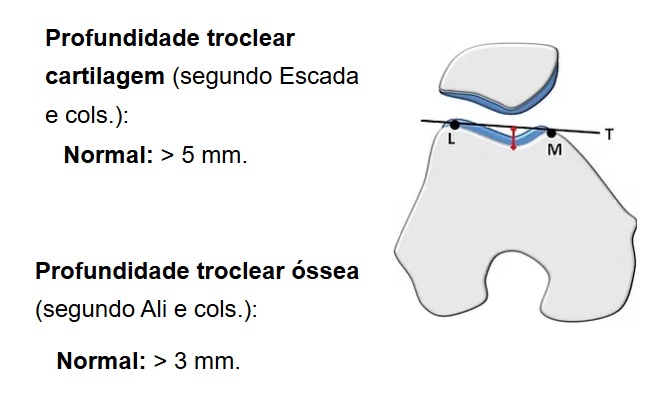 Profundidade troclear
cartilagem (segundo Escada
e cols.):
Normal: > 5 mm.
L
M
T
Profundidade troclear óssea
(segundo Ali e cols.):
Normal: > 3 mm.